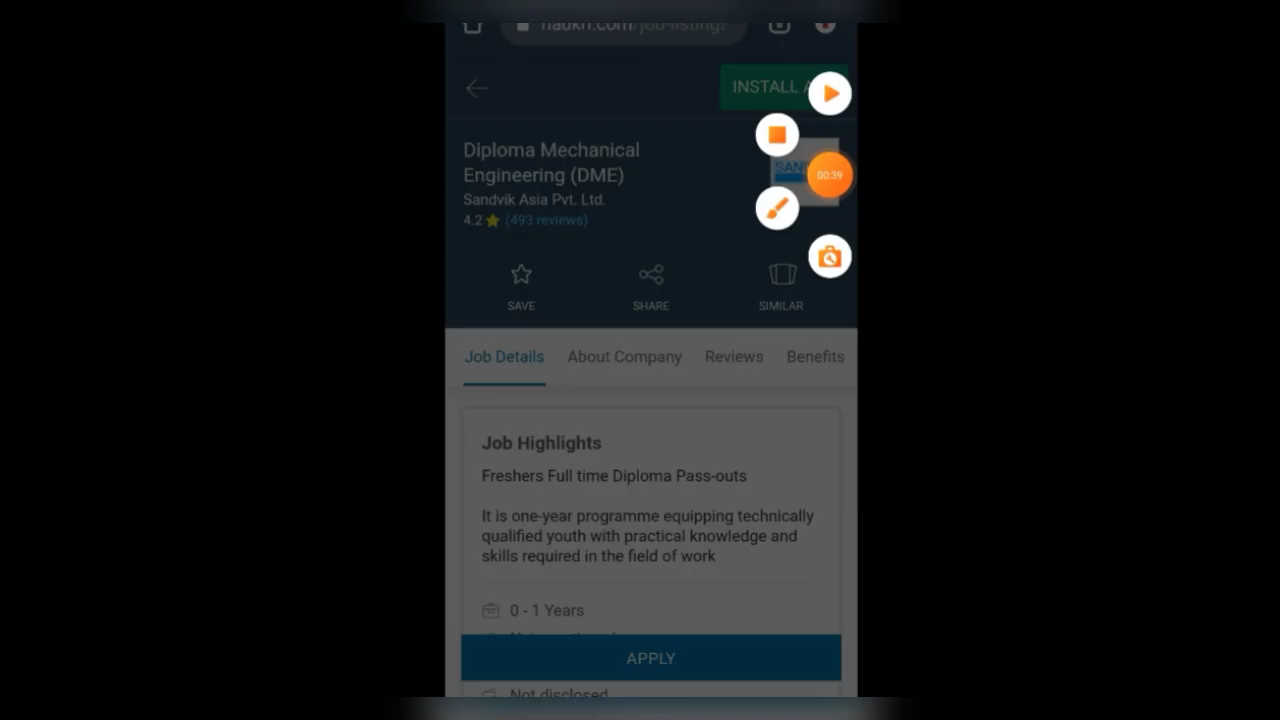 INSTALL
Diploma Mechanical
Engineering (DME)
Sandvik Asia Pvt. Ltd.
4.2 (493 reviews)
00:39
SAVE
SHARE
SIMILAR
Job Details
About Company
Reviews
Benefits
Job Highlights
Freshers Full time Diploma Pass-outs
It is one-year programme equipping technically
qualified youth with practical knowledge and
skills required in the field of work
0 - 1 Years
APPLY
Not disclosed